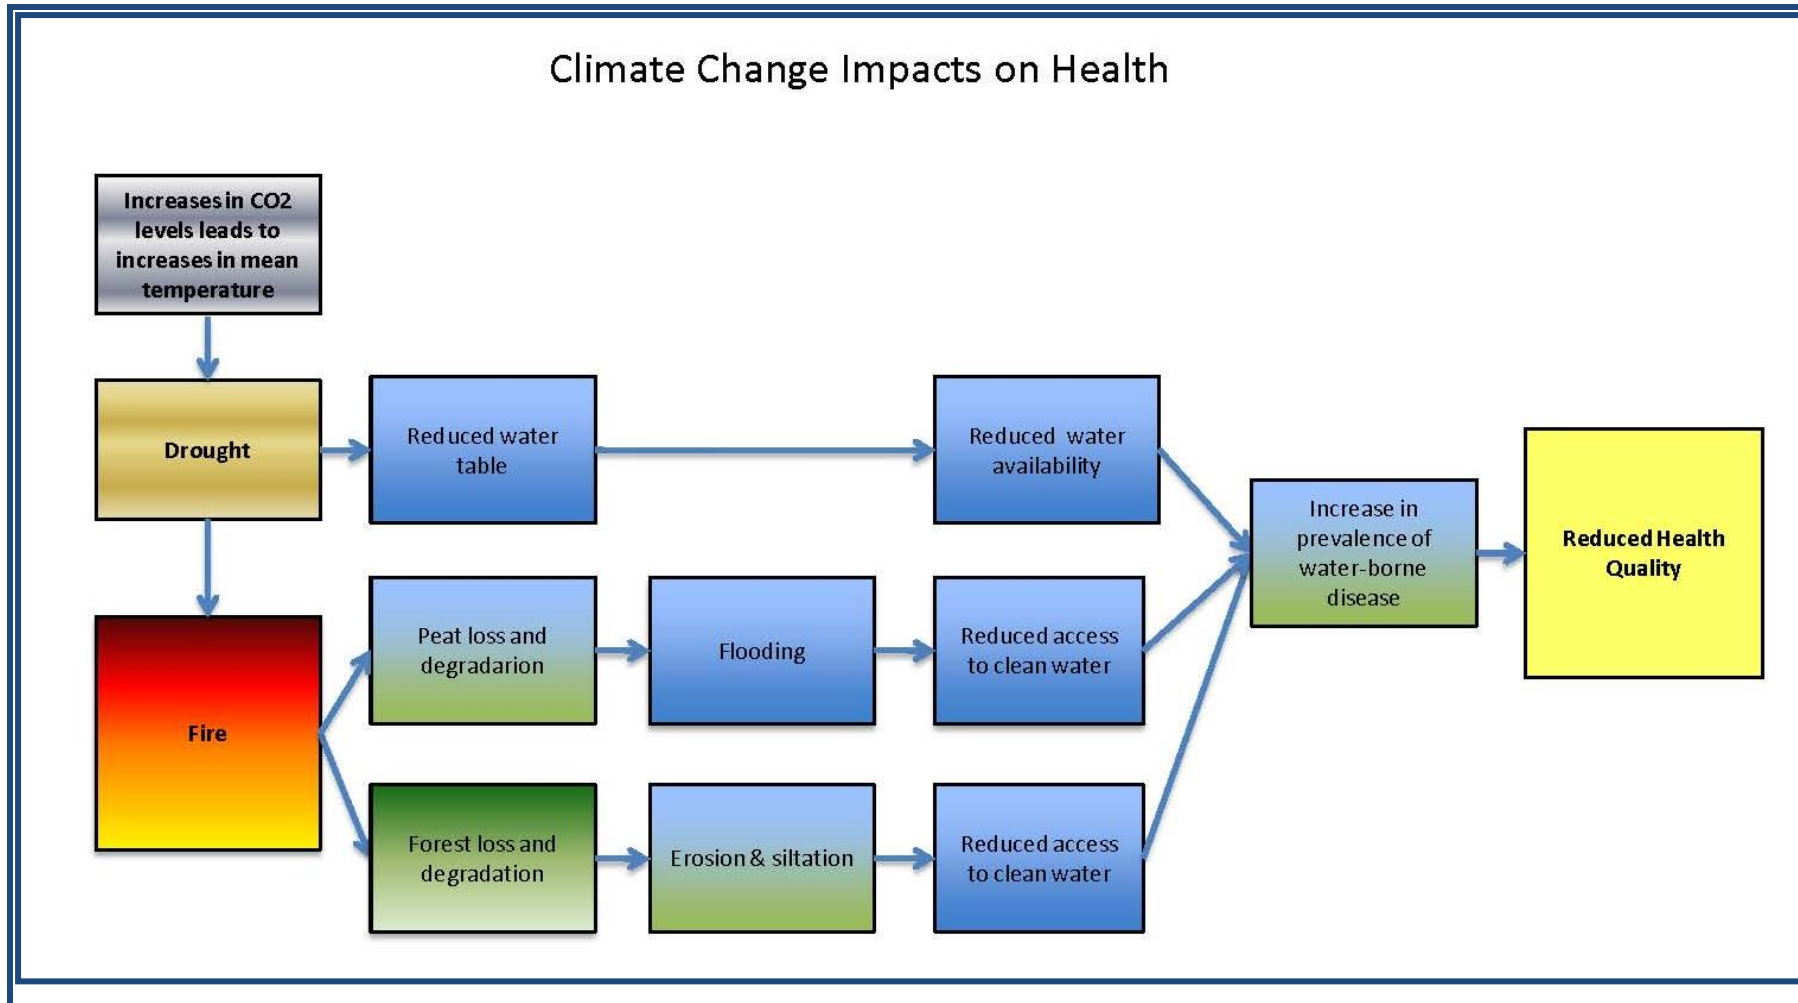 Climate Change Impacts on Health
Increases in CO2
levels leads to
increases in mean
temperature
Drought
Reduced water
table
Reduced water
availability
Increase in
prevalence of
water-borne
disease
Reduced Health
Quality
Fire
Peat loss and
degradarion
Flooding
Reduced access
to clean water
Forest loss and
degradation
Erosion & siltation
Reduced access
to clean water